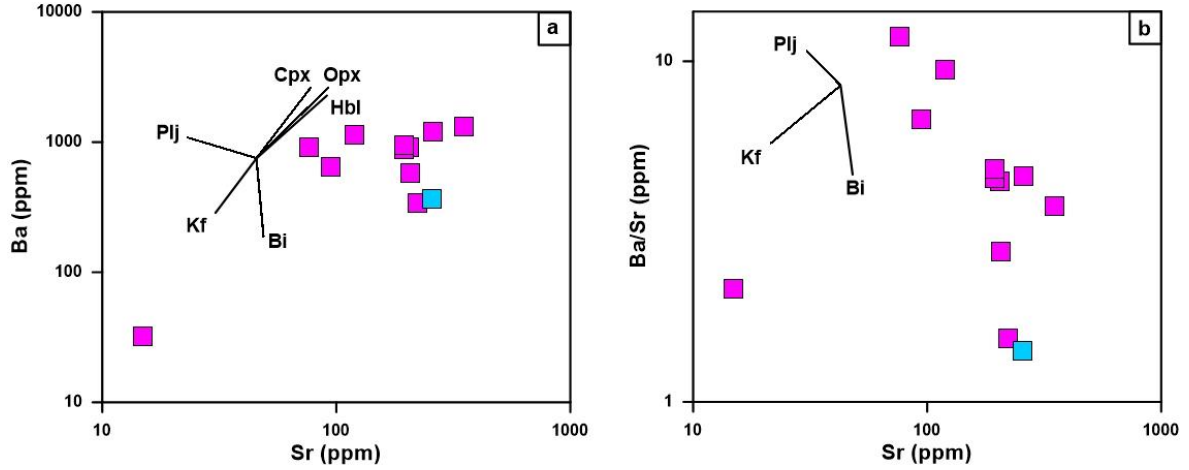 a
10000
1000
100
10
Ba (ppm)
Cpx
Opx
Hbl
Plj
Kf
Bi
10
100
1000
Sr (ppm)
b
10
1
Ba/Sr (ppm)
Plj
Kf
Bi
10
100
1000
Sr (ppm)